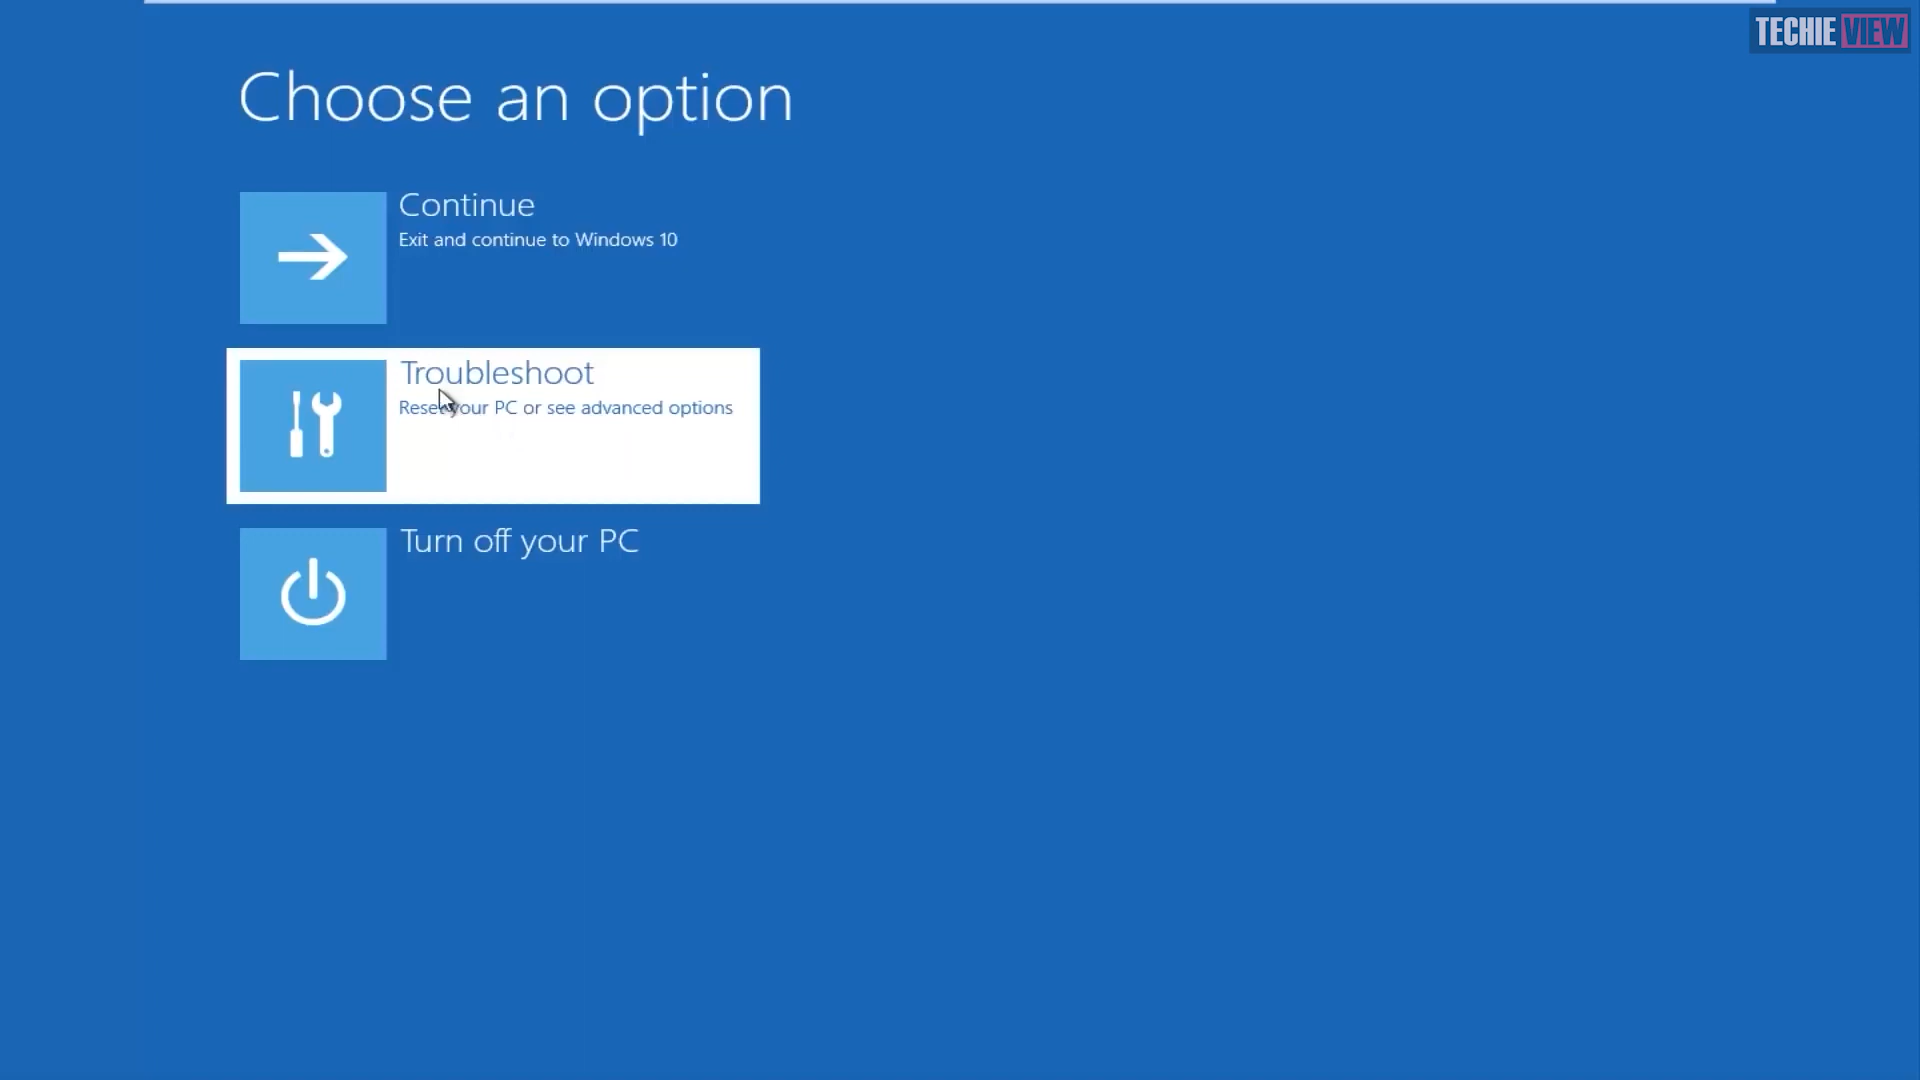 TECHIE VIEW
Choose an option
Continue
Exit and continue to Windows 10
Troubleshoot
Reset your PC or see advanced options
Turn off your PC